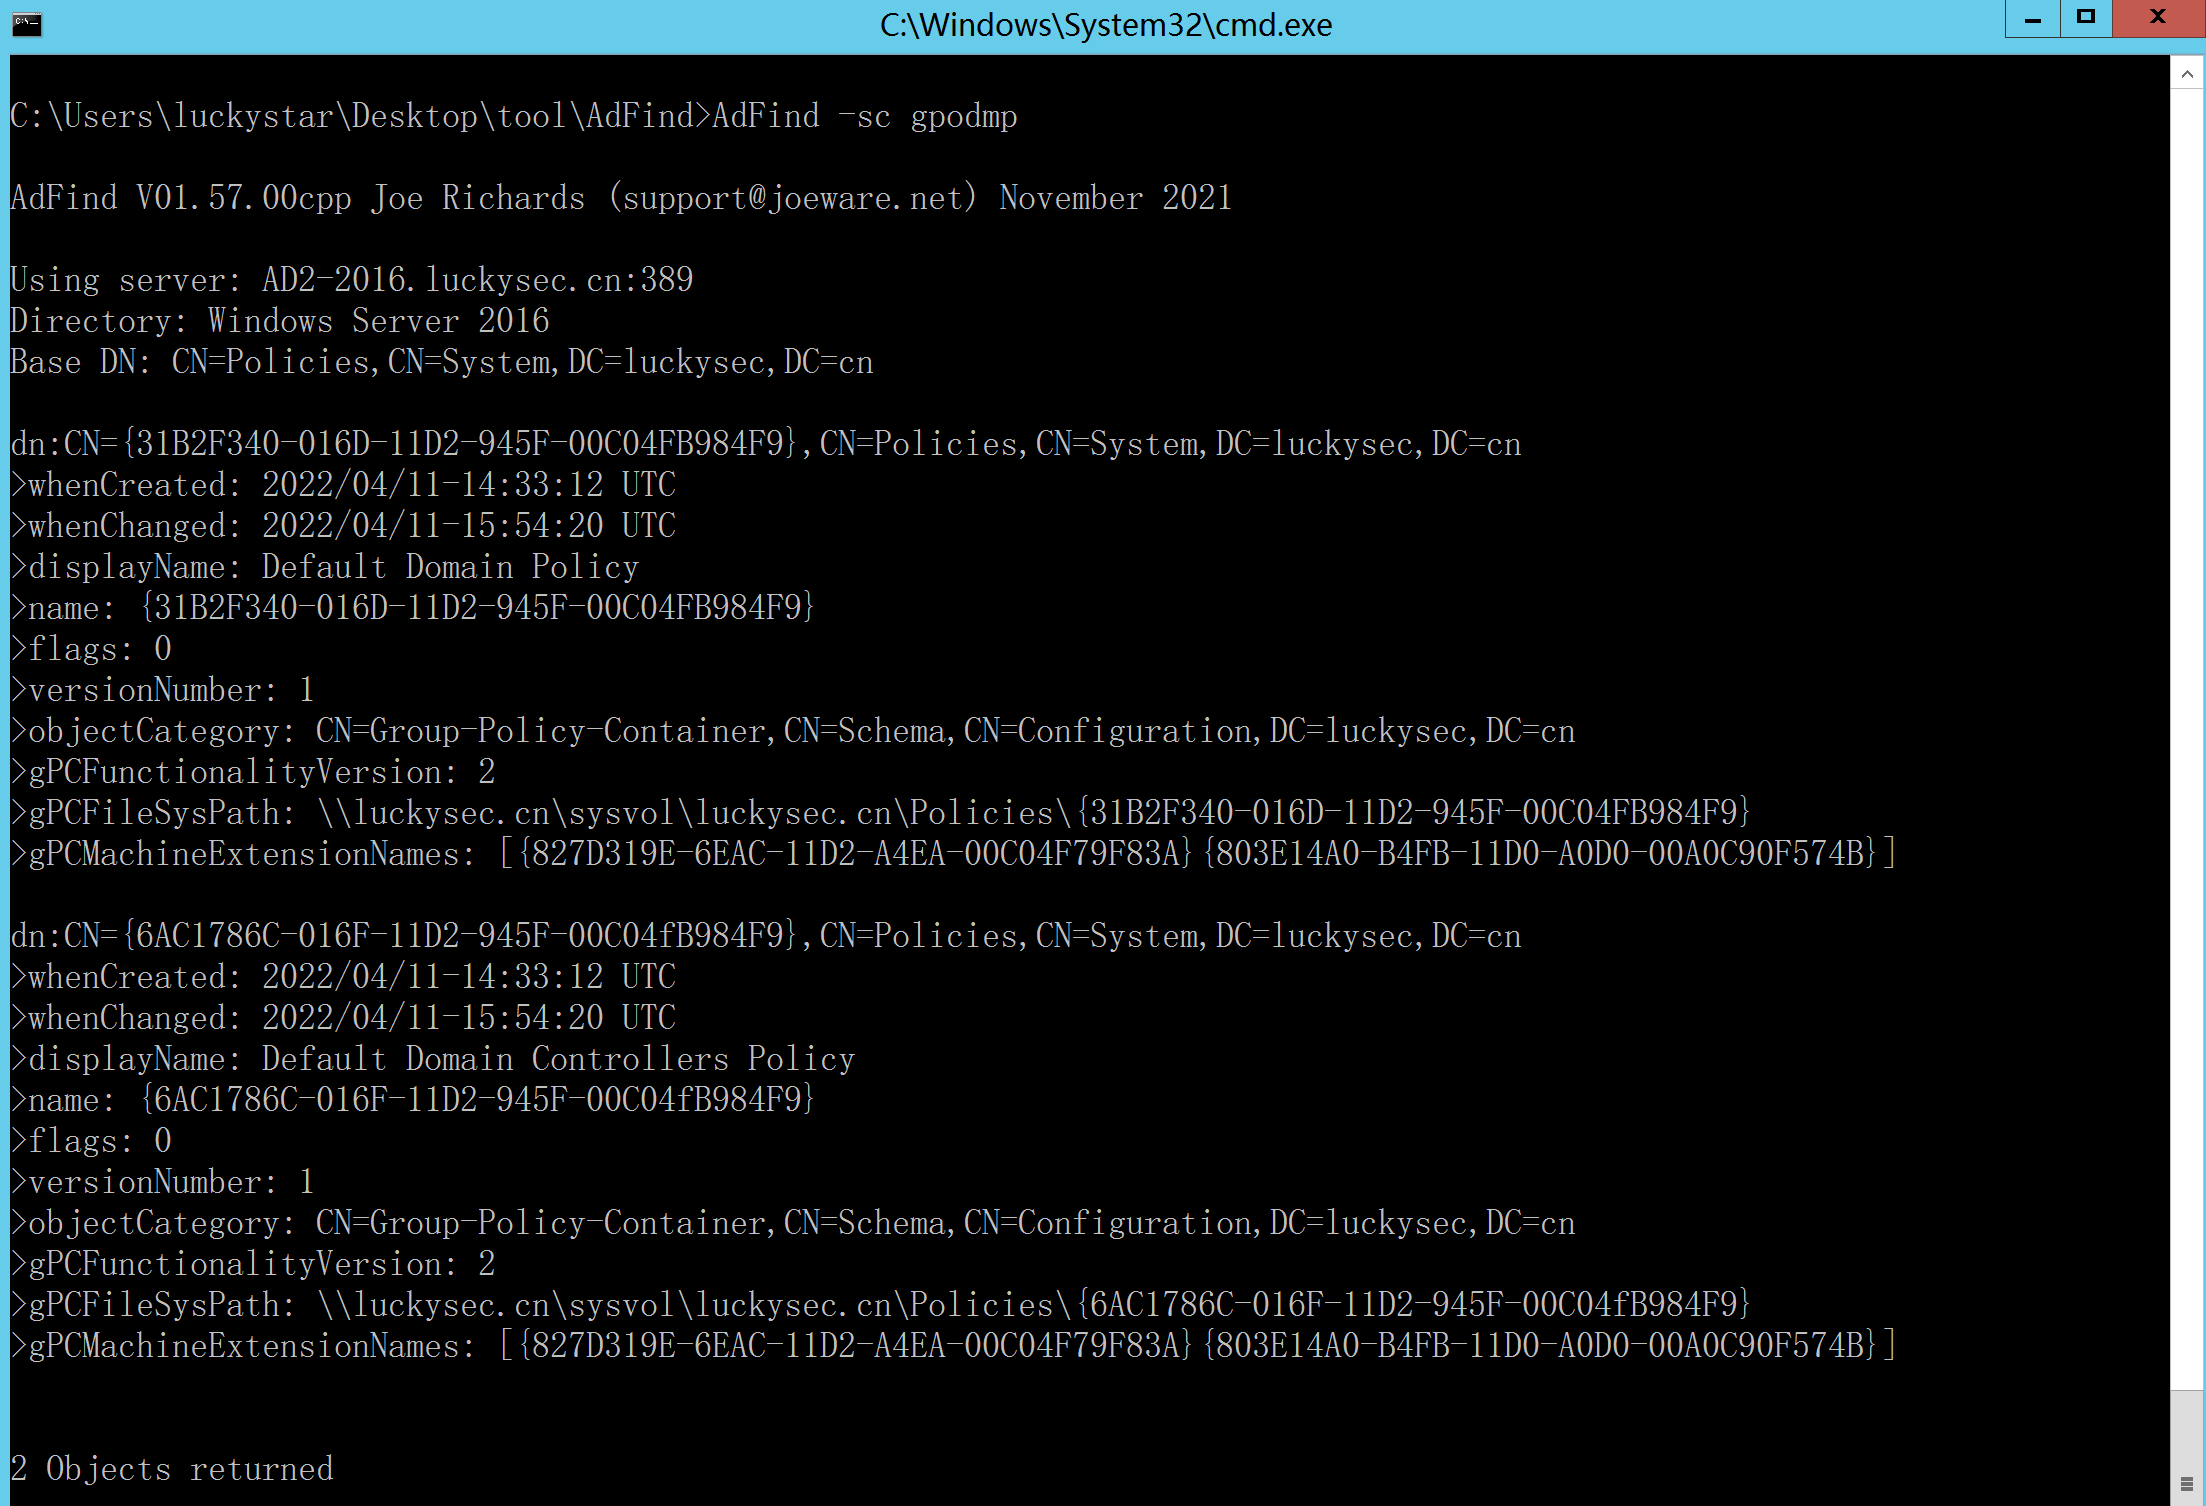 C:\Windows\System32\cmd.exe
C:\Users\luckystar\Desktop\tool\AdFind>AdFind -sc gpodmp
AdFind V01.57.00cpp Joe Richards (support@joeware.net) November 2021
Using server: AD2-2016.luckysec.cn:389
Directory: Windows Server 2016
Base DN: CN=Policies,CN=System,DC=luckysec,DC=cn
dn:CN={31B2F340-016D-11D2-945F-00C04FB984F9},CN=Policies,CN=System,DC=luckysec,DC=cn
>whenCreated: 2022/04/11-14:33:12 UTC
>whenChanged: 2022/04/11-15:54:20 UTC
>displayName: Default Domain Policy
>name: {31B2F340-016D-11D2-945F-00C04FB984F9}
>flags: 0
>versionNumber: 1
>objectCategory: CN=Group-Policy-Container,CN=Schema,CN=Configuration,DC=luckysec,DC=cn
>gPCFunctionalityVersion: 2
>gPCFileSysPath: \\luckysec.cn\sysvol\luckysec.cn\Policies\{31B2F340-016D-11D2-945F-00C04FB984F9}
>gPCMachineExtensionNames: [{827D319E-6EAC-11D2-A4EA-00C04F79F83A}{803E14A0-B4FB-11D0-A0D0-00A0C90F574B}]
dn:CN={6AC1786C-016F-11D2-945F-00C04fB984F9},CN=Policies,CN=System,DC=luckysec,DC=cn
>whenCreated: 2022/04/11-14:33:12 UTC
>whenChanged: 2022/04/11-15:54:20 UTC
>displayName: Default Domain Controllers Policy
>name: {6AC1786C-016F-11D2-945F-00C04fB984F9}
>flags: 0
>versionNumber: 1
>objectCategory: CN=Group-Policy-Container,CN=Schema,CN=Configuration,DC=luckysec,DC=cn
>gPCFunctionalityVersion: 2
>gPCFileSysPath: \\luckysec.cn\sysvol\luckysec.cn\Policies\{6AC1786C-016F-11D2-945F-00C04fB984F9}
>gPCMachineExtensionNames: [{827D319E-6EAC-11D2-A4EA-00C04F79F83A}{803E14A0-B4FB-11D0-A0D0-00A0C90F574B}]
2 Objects returned